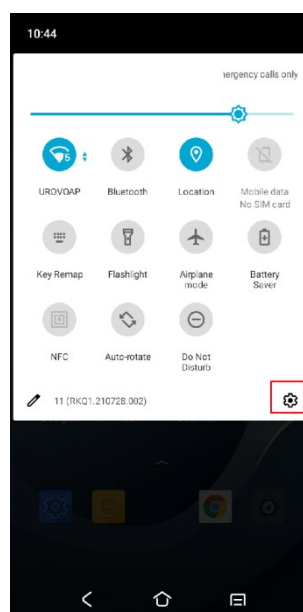 10:44
ergency calls only
UROVOAP
Bluetooth
Location
Mobile data
No SIM card
Key Remap
Flashlight
Airplane
mode
Battery
Saver
NFC
Auto-rotate
Do Not
Disturb
11 (RKQ1.210728.002)